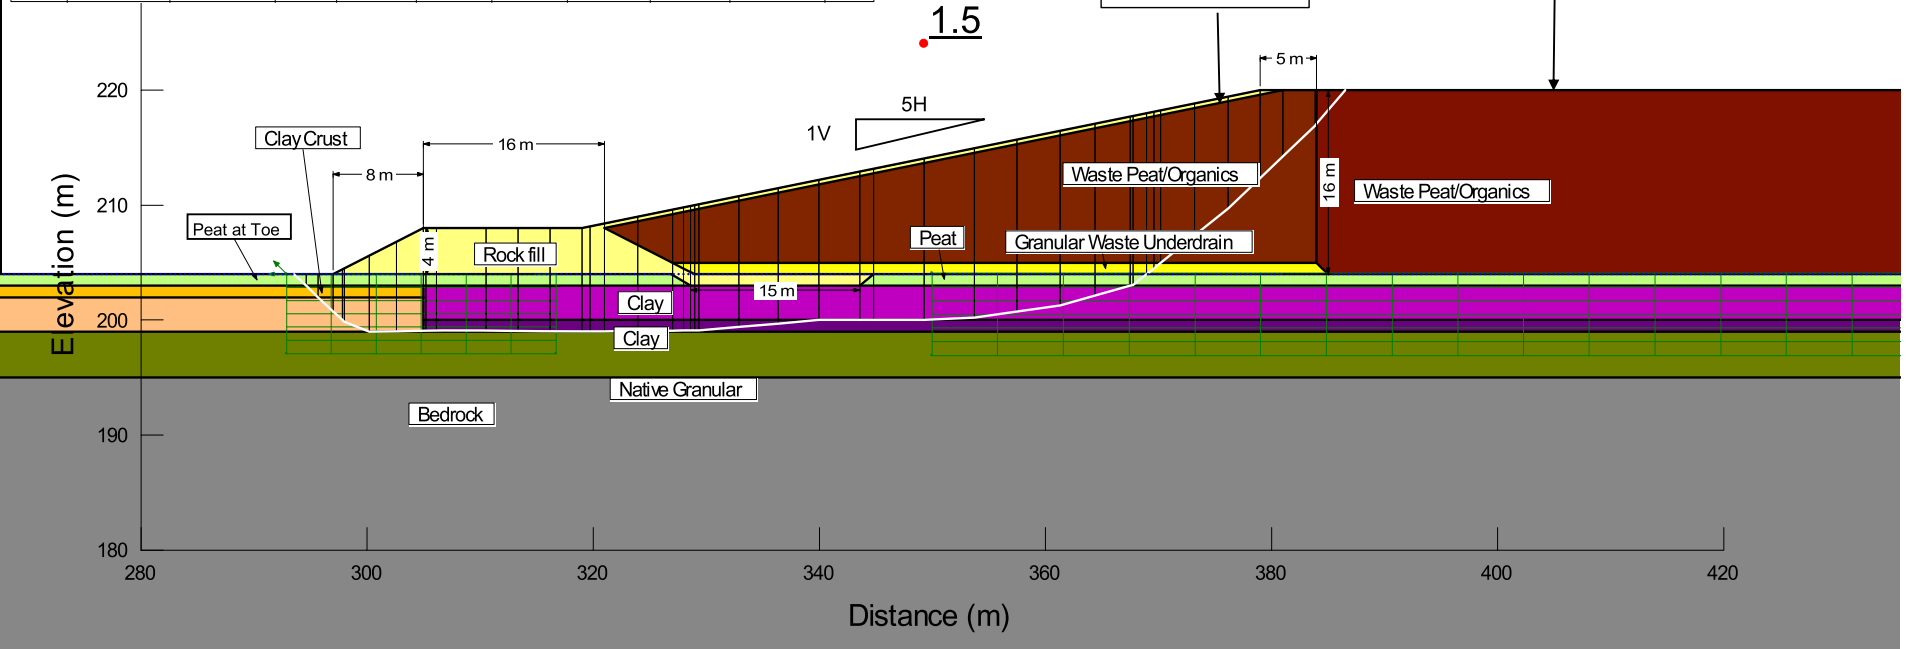 1.5
5 m
220
5H
1V
Clay Crust
16 m
8 m
Waste Peat/Organics
16 m
Waste Peat/Organics
210
Peat at Toe
Peat
Granular Waste Underdrain
4 m
Rock fill
Elevation (m)
15 m
Clay
200
Clay
Native Granular
Bedrock
190
180
280
300
320
340
360
380
400
420
Distance (m)